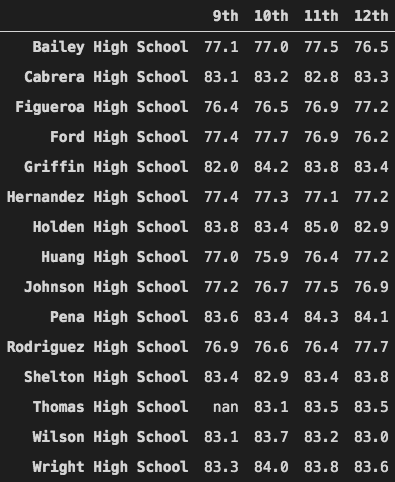 9th 10th 11th 12th
Bailey High School 77.1 77.0 77.5 76.5
Cabrera High School 83.1 83.2 82.8 83.3
Figueroa High School 76.4 76.5 76.9 77.2
Ford High School 77.4 77.7 76.9 76.2
Griffin High School 82.0 84.2 83.8 83.4
Hernandez High School 77.4 77.3 77.1 77.2
Holden High School 83.8 83.4 85.0 82.9
Huang High School 77.0 75.9 76.4 77.2
Johnson High School 77.2 76.7 77.5 76.9
Pena High School 83.6 83.4 84.3 84.1
Rodriguez High School 76.9 76.6 76.4 77.7
Shelton High School 83.4 82.9 83.4 83.8
Thomas High School nan 83.1 83.5 83.5
Wilson High School 83.1 83.7 83.2 83.0
Wright High School 83.3 84.0 83.8 83.6